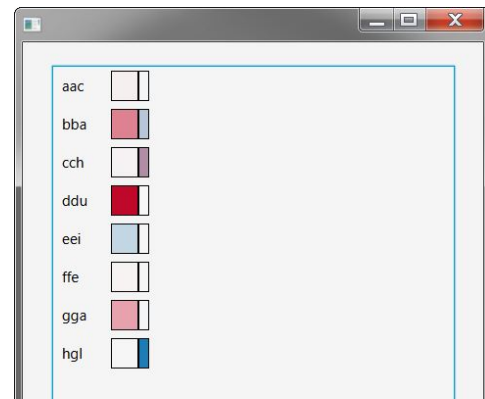 aac
bba
cch
ddu
eei
ffe
gga
hgl